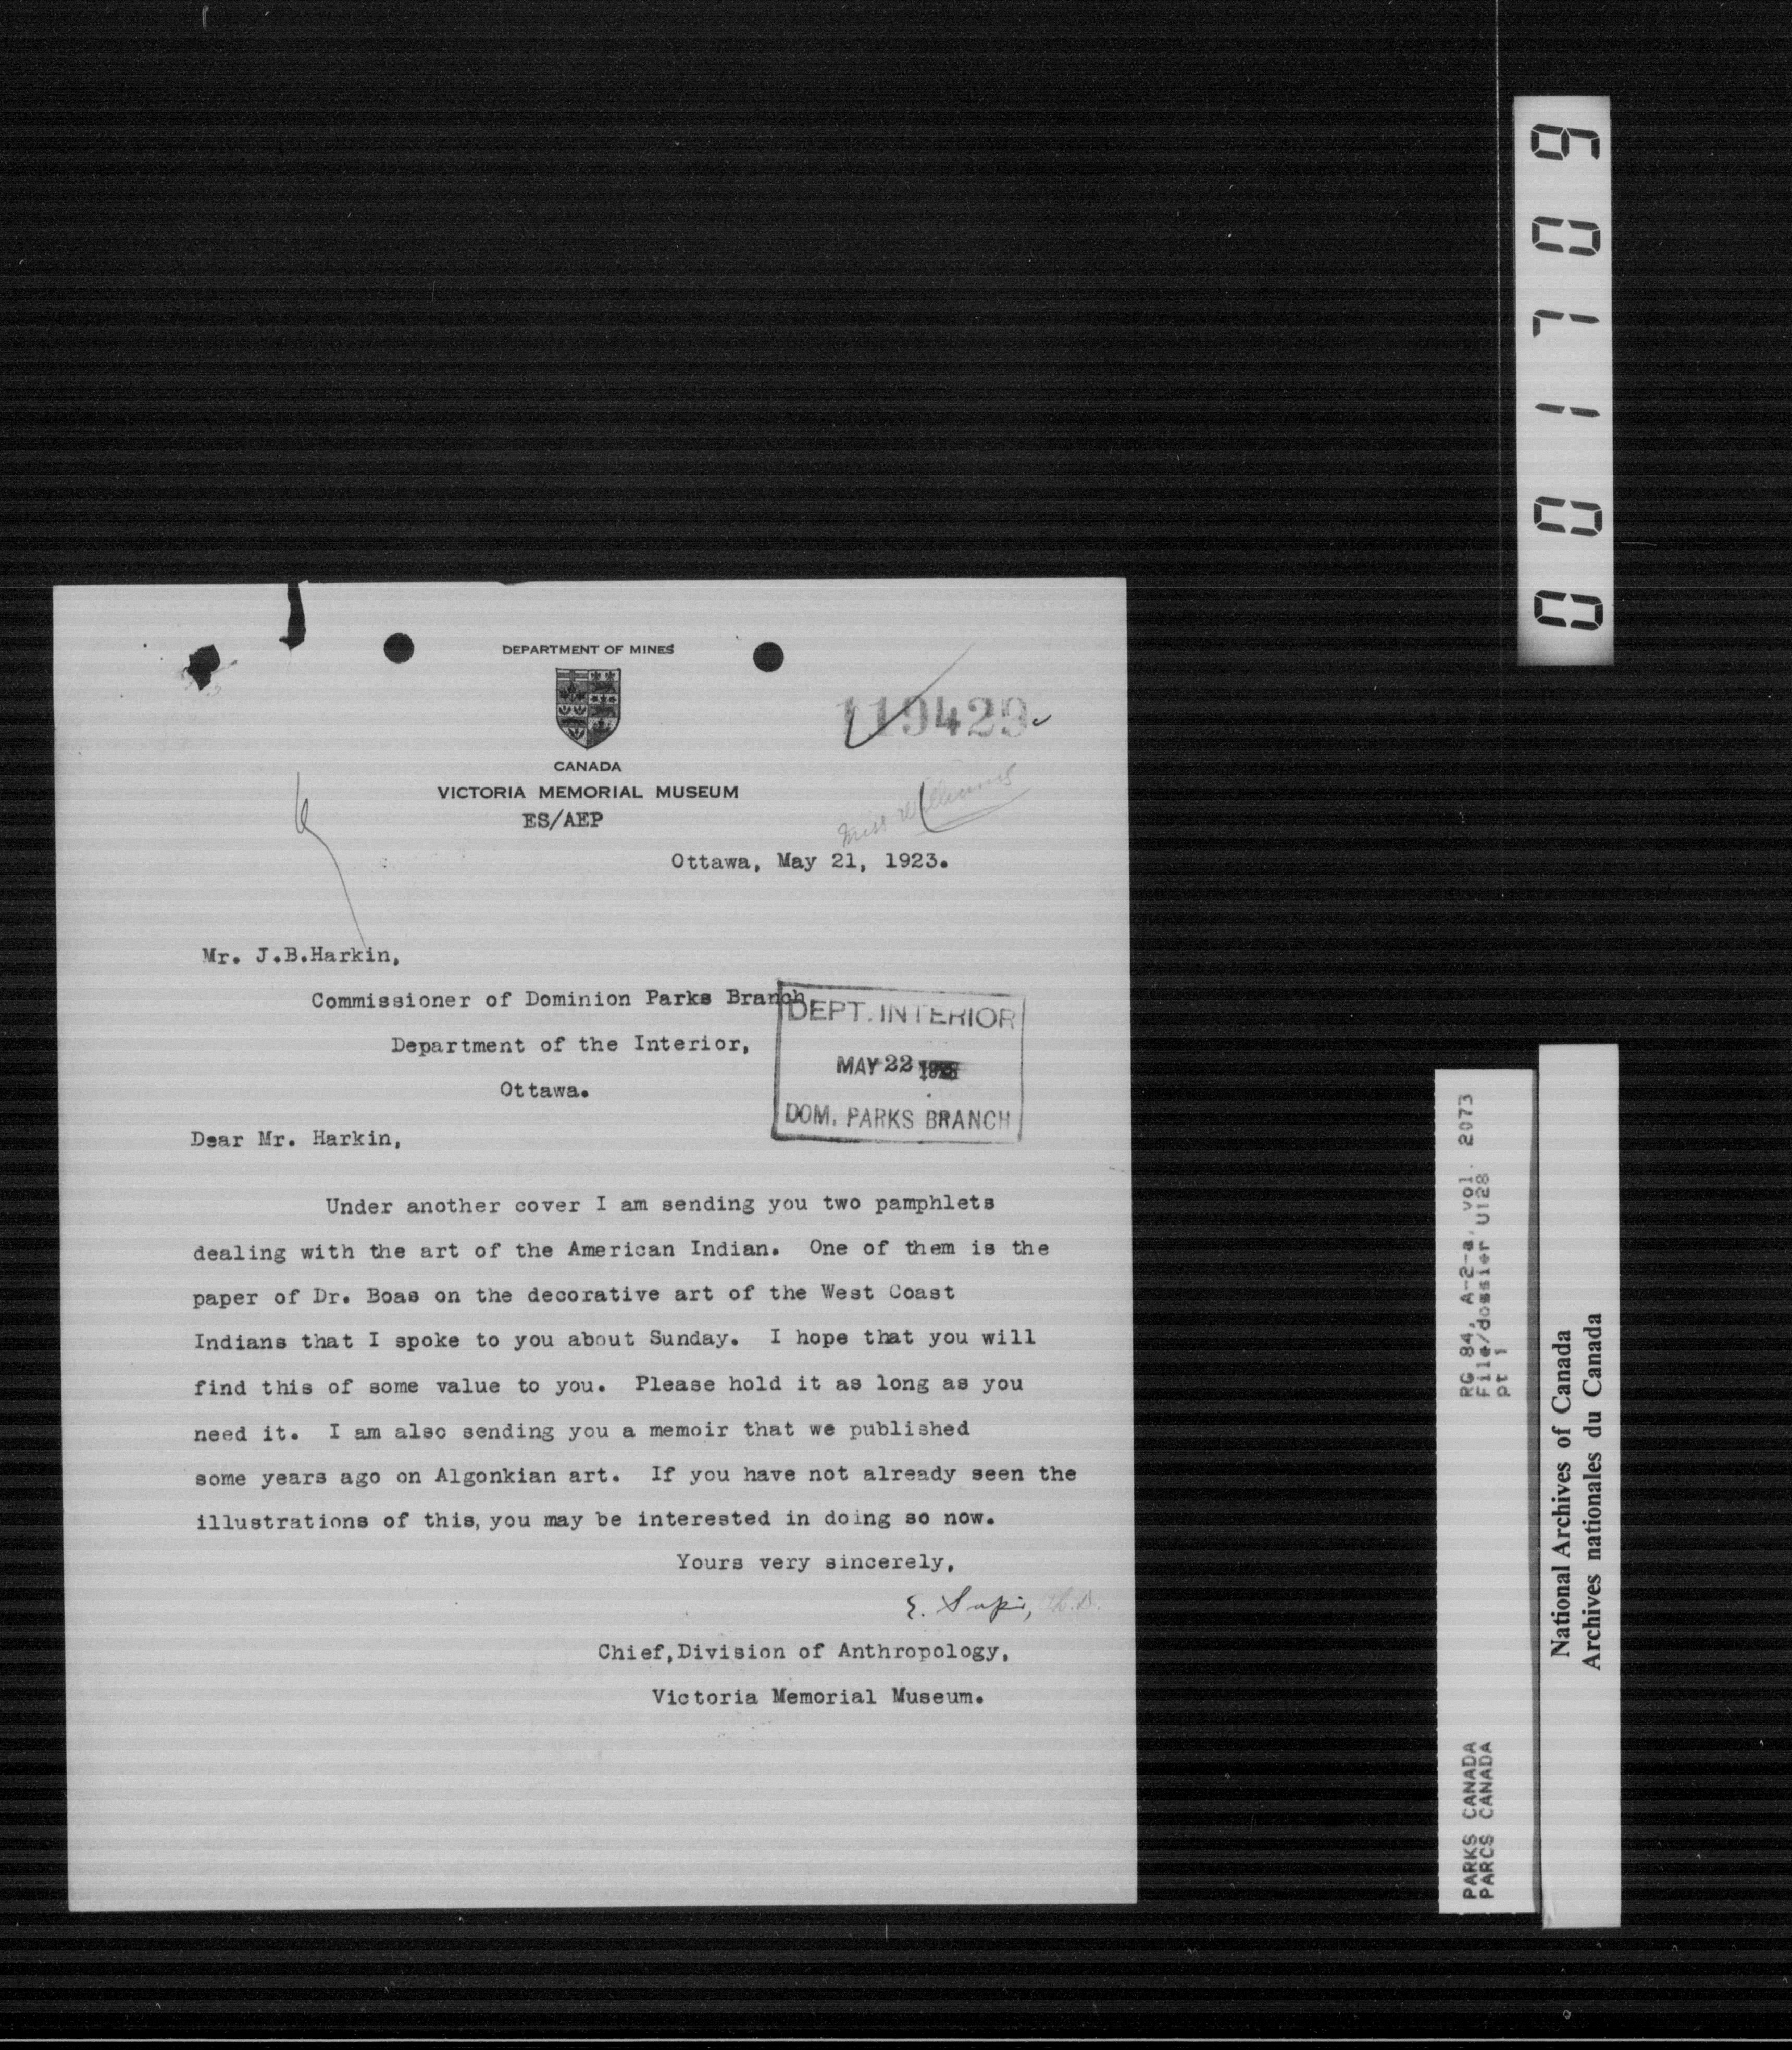 DEPARTMENT OF MINES
CANADA
VICTORIA MEMORIAL MUSEUM
ES/AEP
119429
Miss Williams
Ottawa, May 21, 1923.
Mr. J.B.Harkin,
Commissioner of Dominion Parks Branch,
Department of the Interior,
Ottawa.
DEPT. INTERIOR
MAY 22 1923
DOM. PARKS BRANCH
Dear Mr. Harkin,
Under another cover I am sending you two pamphlets
dealing with the art of the American Indian. One of them is the
paper of Dr. Boas on the decorative art of the West Coast
Indians that I spoke to you about Sunday. I hope that you will
find this of some value to you. Please hold it as long as you
need it. I am also sending you a memoir that we published
some years ago on Algonkian art. If you have not already seen the
illustrations of this, you may be interested in doing so now.
Yours very sincerely,
E. Sapir, Ph.D.
Chief, Division of Anthropology,
Victoria Memorial Museum.
001709
RG 84, A-2-a, vol. 2073
File/dossier U128
pt 1
PARKS CANADA
PARCS CANADA
National Archives of Canada
Archives nationales du Canada